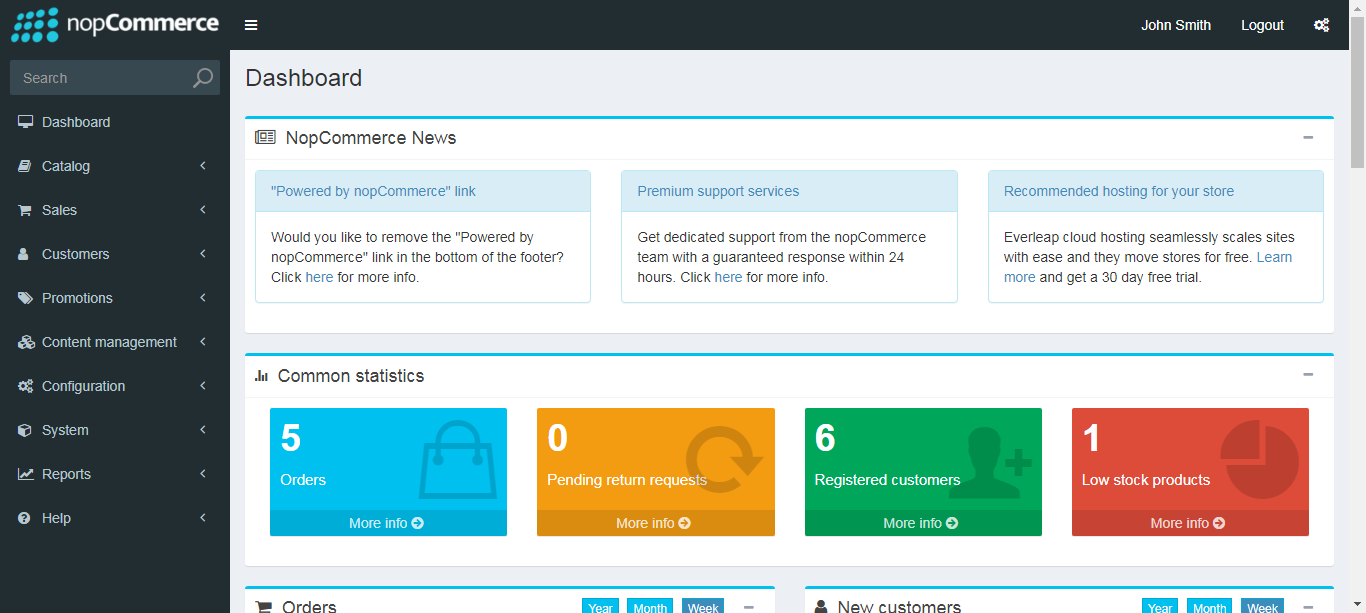 nopCommerce
John Smith
Logout
Search
Dashboard
Catalog
Sales
Customers
Promotions
Content management
Configuration
System
Reports
Help
Dashboard
NopCommerce News
"Powered by nopCommerce" link
Would you like to remove the "Powered by
nopCommerce" link in the bottom of the footer?
Click here for more info.
Premium support services
Get dedicated support from the nopCommerce
team with a guaranteed response within 24
hours. Click here for more info.
Recommended hosting for your store
Everleap cloud hosting seamlessly scales sites
with ease and they move stores for free. Learn
more and get a 30 day free trial.
Common statistics
5
Orders
More info
0
Pending return requests
More info
6
Registered customers
More info
1
Low stock products
More info
Orders
Year
Month
Week
New customers
Year
Month
Week